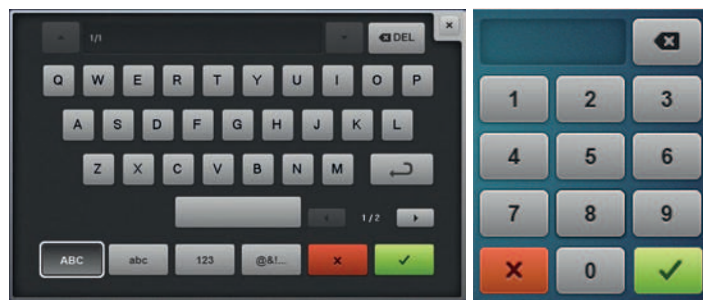 1/1 DEL
Q W E R T Y U I O P
A S D F G H J K L
Z X C V B N M
1/2
ABC abc 123 @&!...
1 2 3
4 5 6
7 8 9
0